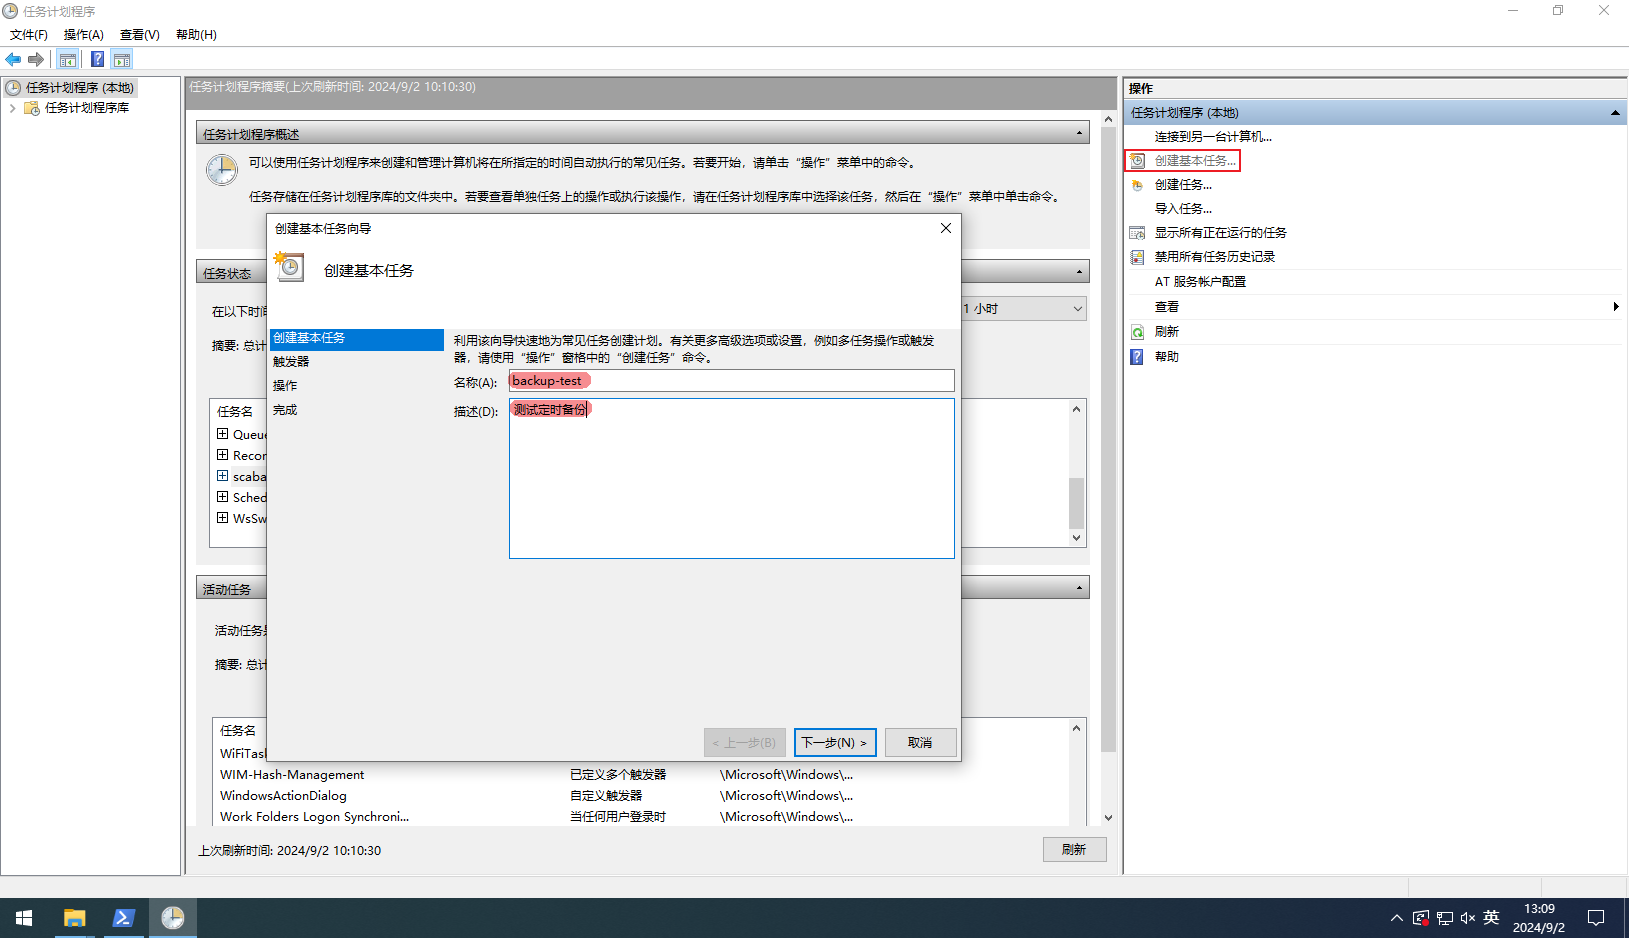 任务计划程序
文件(F) 操作(A) 查看(V) 帮助(H)
任务计划程序 (本地)
任务计划程序库
任务计划程序摘要(上次刷新时间: 2024/9/2 10:10:30)
任务计划程序概述
可以使用任务计划程序来创建和管理计算机将在所指定的时间自动执行的常见任务。若要开始，请单击“操作”菜单中的命令。
任务存储在任务计划程序库的文件夹中。若要查看单独任务上的操作或执行该操作，请在任务计划程序库中选择该任务，然后在“操作”菜单中单击命令。
任务状态
在以下时间
1 小时
摘要: 总计
任务名
Queue
Recor
scaba
Sched
WsSw
活动任务
活动任务是
摘要: 总计
任务名
WiFiTask
WIM-Hash-Management 已定义多个触发器 \Microsoft\Windows\...
WindowsActionDialog 自定义触发器 \Microsoft\Windows\...
Work Folders Logon Synchroni... 当任何用户登录时 \Microsoft\Windows\...
上次刷新时间: 2024/9/2 10:10:30
刷新
创建基本任务向导
创建基本任务
创建基本任务
触发器
操作
完成
利用该向导快速地为常见任务创建计划。有关更多高级选项或设置，例如多任务操作或触发
器，请使用“操作”窗格中的“创建任务”命令。
名称(A): backup-test
描述(D): 测试定时备份
< 上一步(B) 下一步(N) > 取消
操作
任务计划程序 (本地)
连接到另一台计算机...
创建基本任务...
创建任务...
导入任务...
显示所有正在运行的任务
禁用所有任务历史记录
AT 服务帐户配置
查看
刷新
帮助
英
13:09
2024/9/2